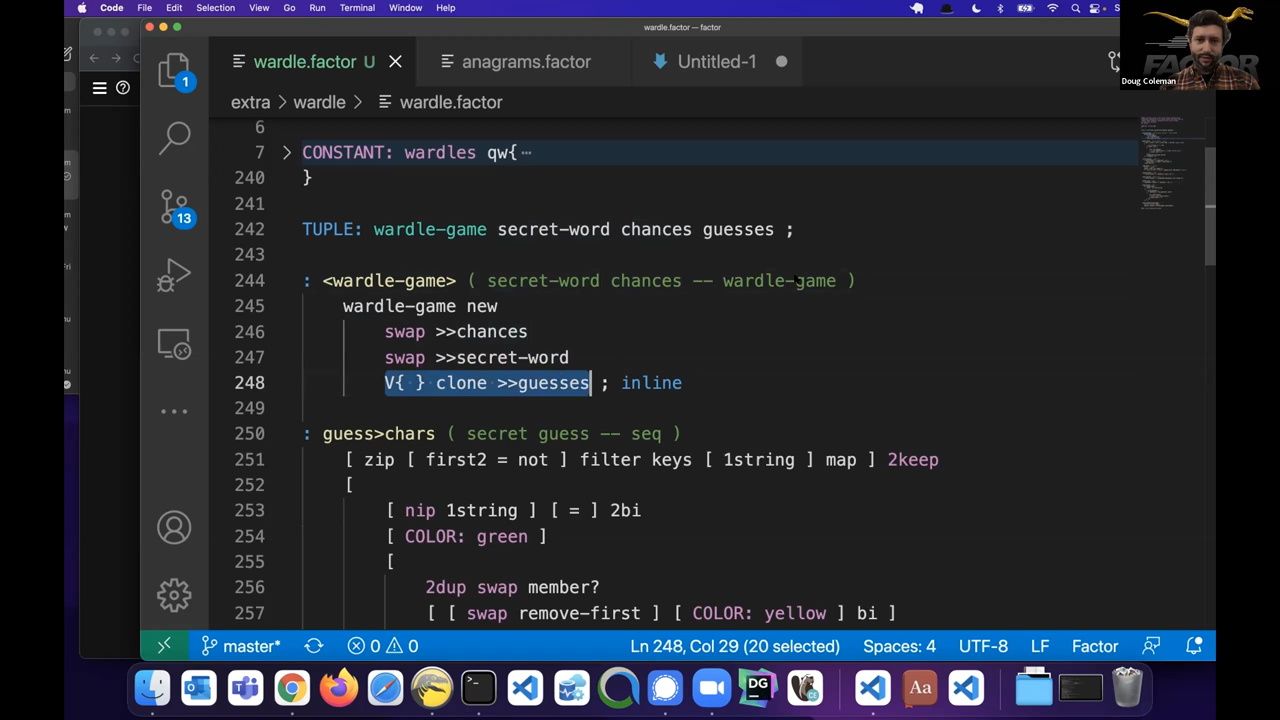 Code File Edit Selection View Go Run Terminal Window Help
wardle.factor — factor
wardle.factor U
anagrams.factor
Untitled-1
FACTOR
Doug Coleman
extra > wardle > wardle.factor
6
7 > CONSTANT: wardles qw{ ⋯
240 }
241
242 TUPLE: wardle-game secret-word chances guesses ;
243
244 : <wardle-game> ( secret-word chances -- wardle-game )
245 wardle-game new
246 swap >>chances
247 swap >>secret-word
248 V{ } clone >>guesses ; inline
249
250 : guess>chars ( secret guess -- seq )
251 [ zip [ first2 = not ] filter keys [ 1string ] map ] 2keep
252 [
253 [ nip 1string ] [ = ] 2bi
254 [ COLOR: green ]
255 [
256 2dup swap member?
257 [ [ swap remove-first ] [ COLOR: yellow ] bi ]
1
13
master* 0 0 Ln 248, Col 29 (20 selected) Spaces: 4 UTF-8 LF Factor
DG
Aa